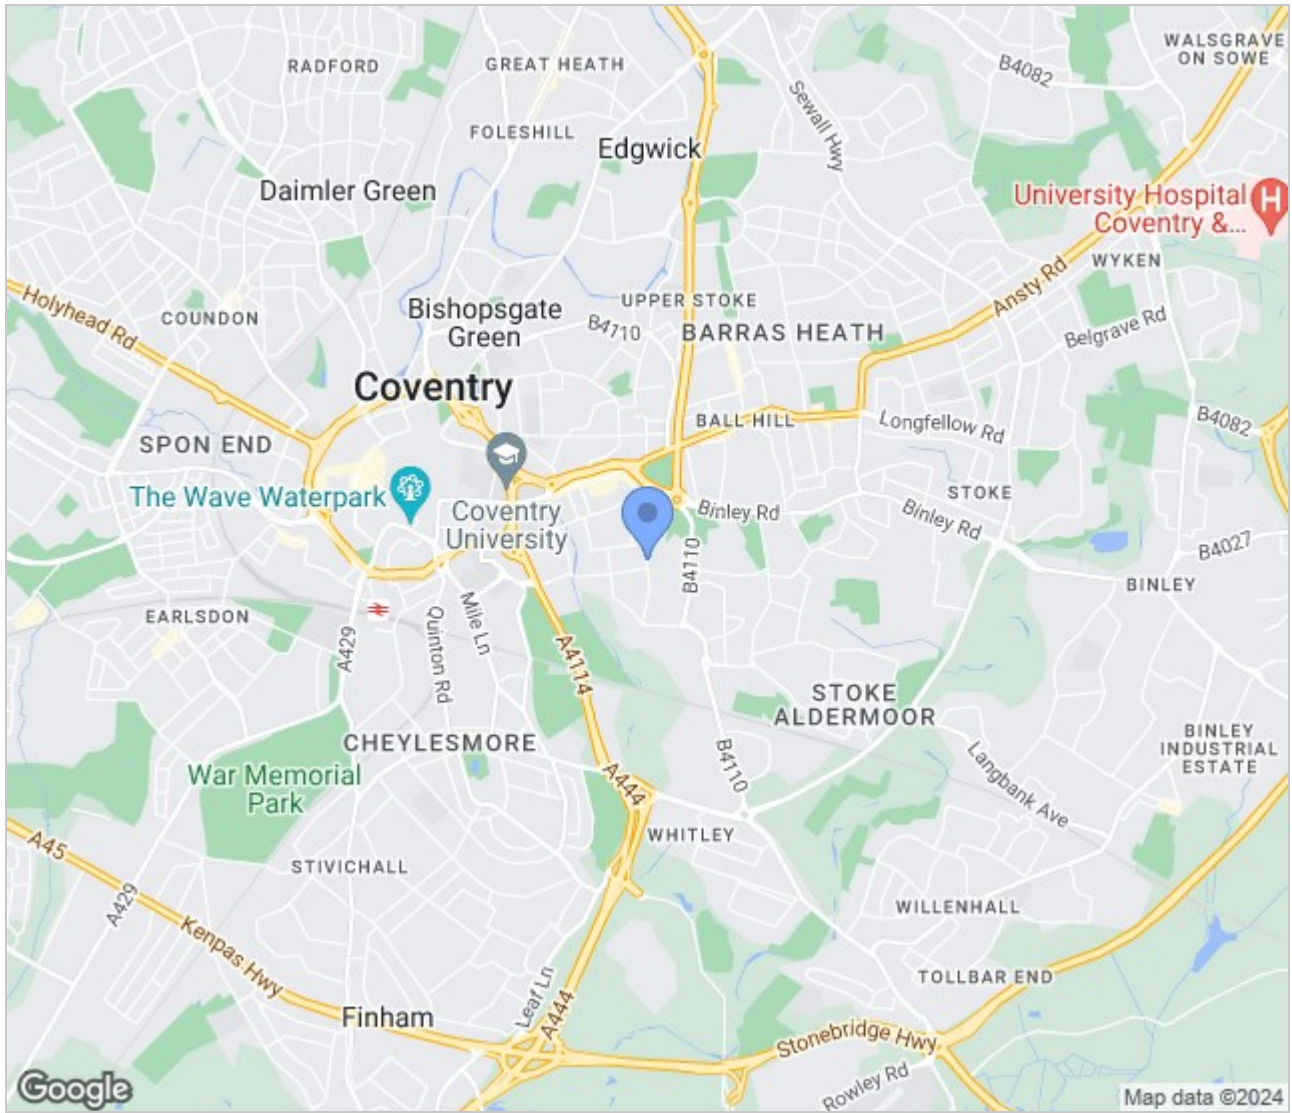 WALSGRAVE
ON SOWE
RADFORD
GREAT HEATH
B4082
Sewall Hwy
FOLESHILL
Edgwick
Daimler Green
University Hospital
Coventry &...
H
WYKEN
Ansty Rd
Holyhead Rd
COUNDON
Bishopsgate
Green
UPPER STOKE
B4110
BARRAS HEATH
Belgrave Rd
Coventry
BALL HILL
Longfellow Rd
B4082
SPON END
The Wave Waterpark
Coventry
University
Binley Rd
STOKE
Binley Rd
B4110
B4027
BINLEY
EARLSDON
A429
Mile Ln
Quinton Rd
A4114
STOKE
ALDERMOOR
CHEYLESMORE
B4110
BINLEY
INDUSTRIAL
ESTATE
Langbank Ave
War Memorial
Park
A444
WHITLEY
A45
STIVICHALL
A429
WILLENHALL
Kenpas Hwy
TOLLBAR END
Leaf Ln
A444
Finham
Stonebridge Hwy
Rowley Rd
Google
Map data ©2024